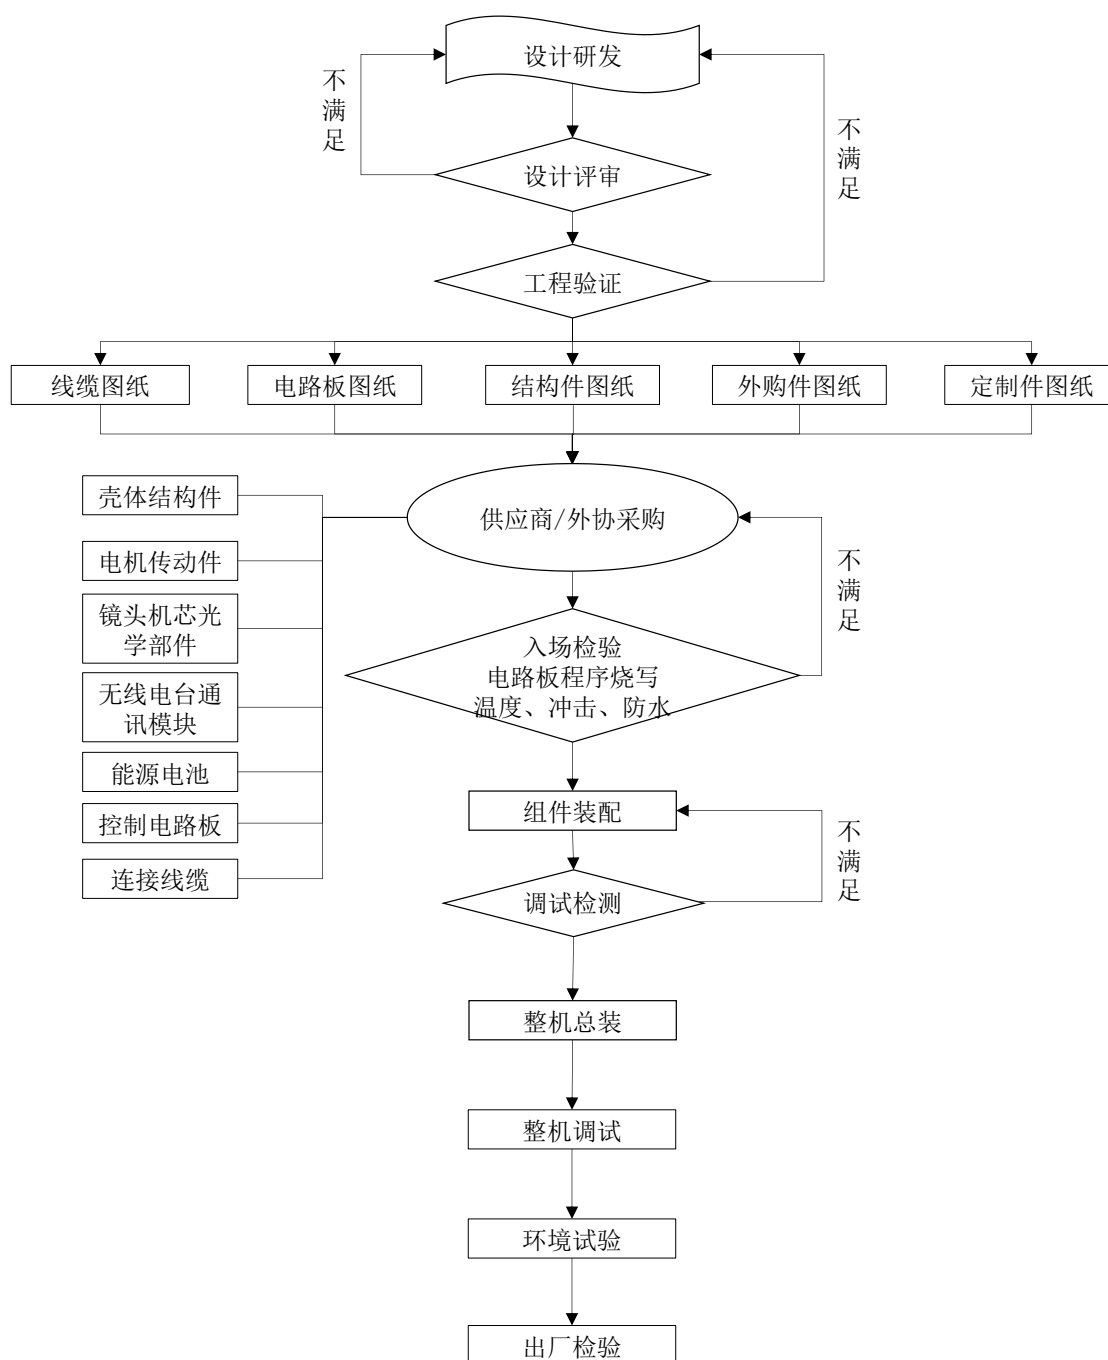 设计研发
不满足
不满足
设计评审
工程验证
线缆图纸
电路板图纸
结构件图纸
外购件图纸
定制件图纸
壳体结构件
供应商/外协采购
电机传动件
不满足
镜头机芯光
学部件
入场检验
电路板程序烧写
温度、冲击、防水
无线电台通
讯模块
能源电池
组件装配
控制电路板
不满足
连接线缆
调试检测
整机总装
整机调试
环境试验
出厂检验